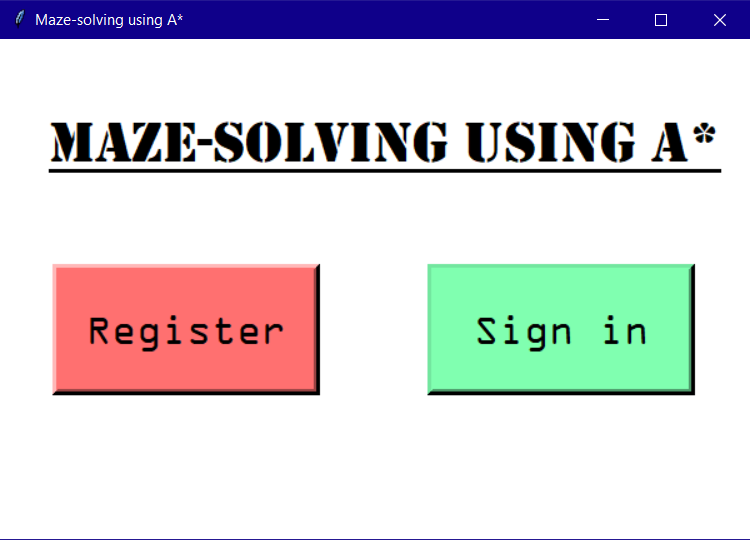 Maze-solving using A*
MAZE-SOLVING USING A*
Register
Sign in